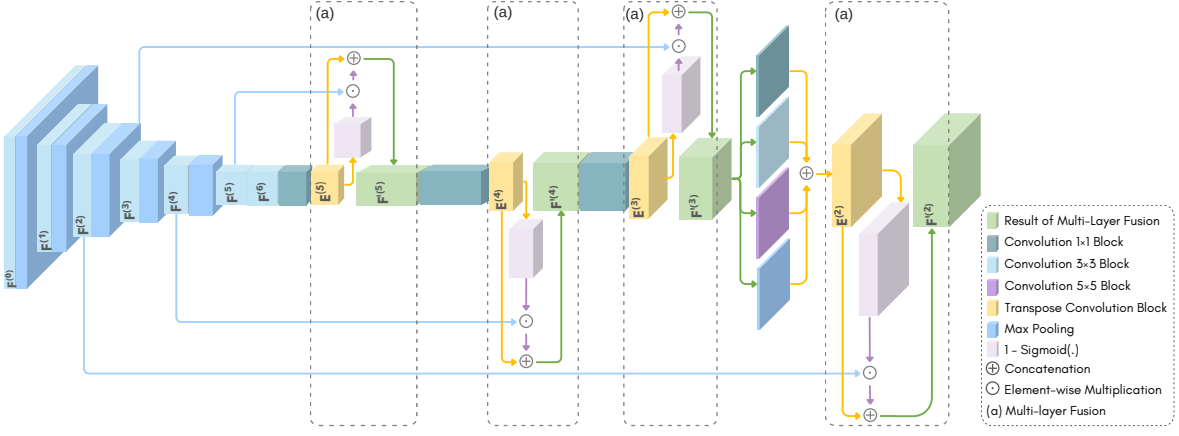 (a)
(a)
(a)
(a)
F(0)
F(1)
F(2)
F(3)
F(4)
F(5)
F(6)
E(5)
F'(5)
E(4)
F'(4)
E(3)
F'(3)
E(2)
F'(2)
Result of Multi-Layer Fusion
Convolution 1×1 Block
Convolution 3×3 Block
Convolution 5×5 Block
Transpose Convolution Block
Max Pooling
1 - Sigmoid(.)
Concatenation
Element-wise Multiplication
(a) Multi-layer Fusion